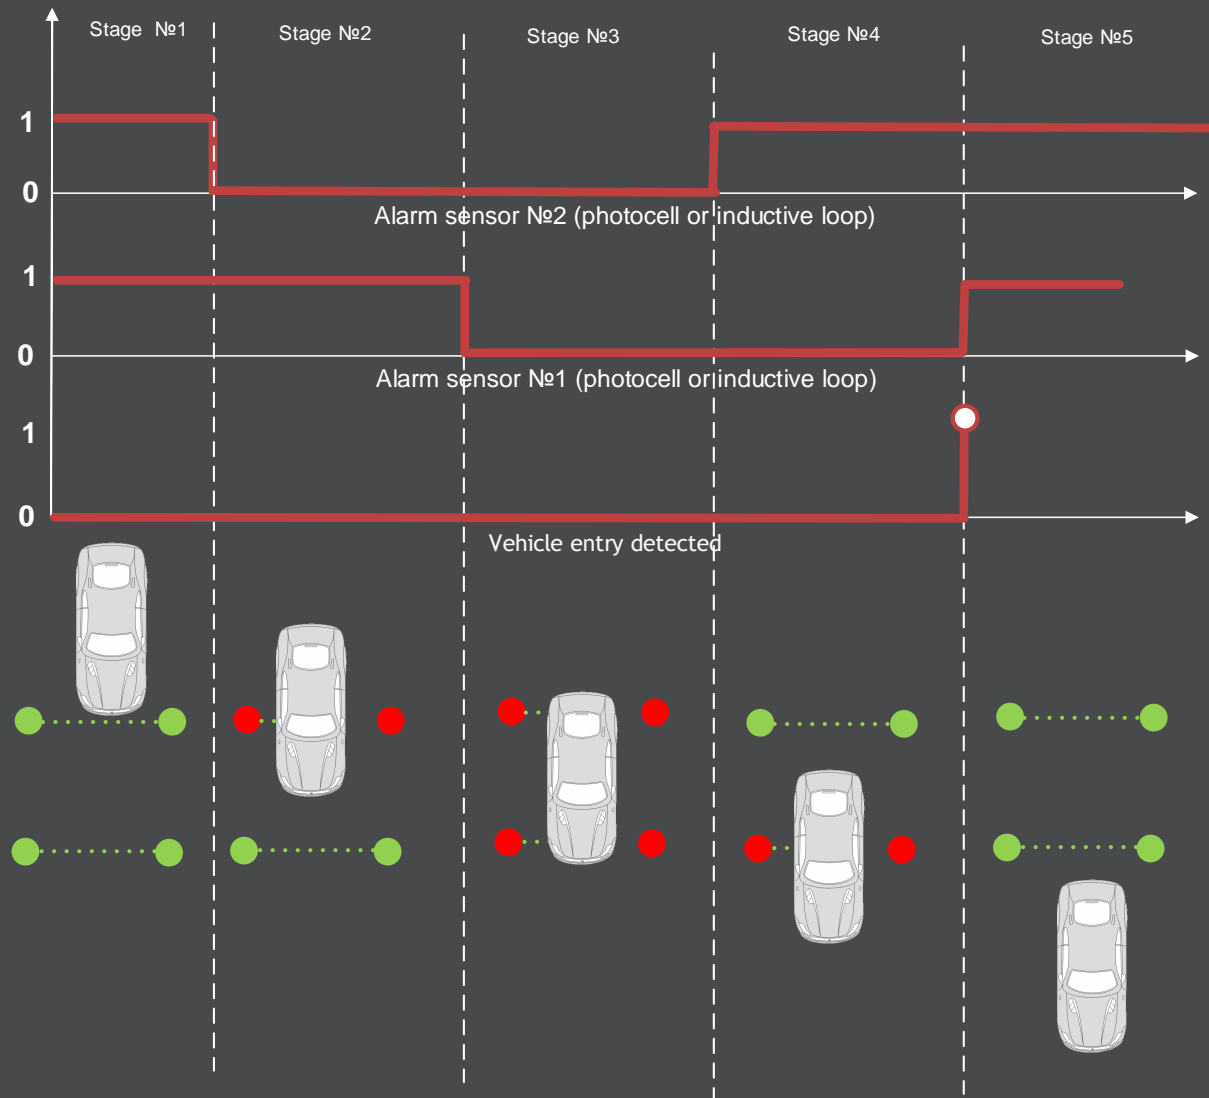 Stage №1
Stage №2
Stage №3
Stage №4
Stage №5
1
0
Alarm sensor №2 (photocell or inductive loop)
1
0
Alarm sensor №1 (photocell or inductive loop)
1
0
Vehicle entry detected